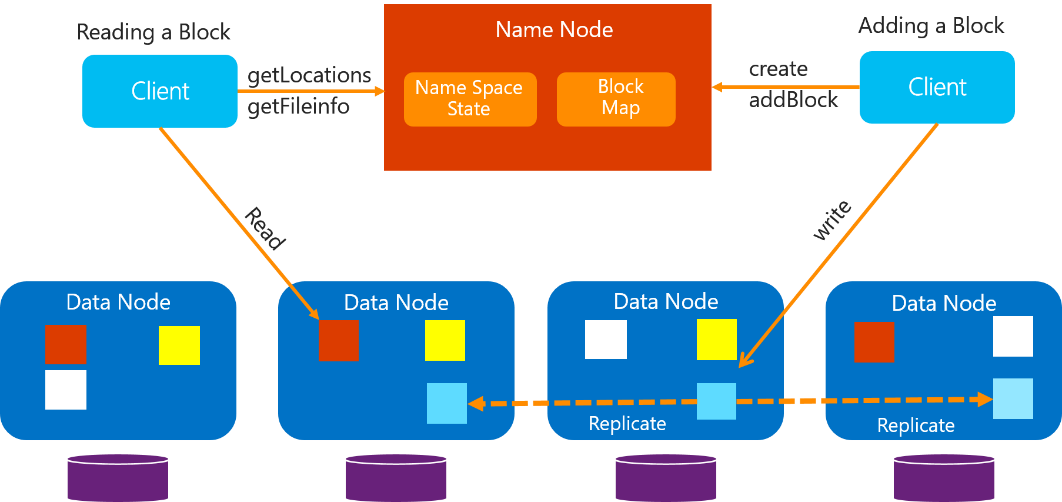 Reading a Block
Name Node
Adding a Block
Client
getLocations
getFileinfo
Name Space
State
Block
Map
create
addBlock
Client
Read
write
Data Node
Data Node
Data Node
Data Node
Replicate
Replicate